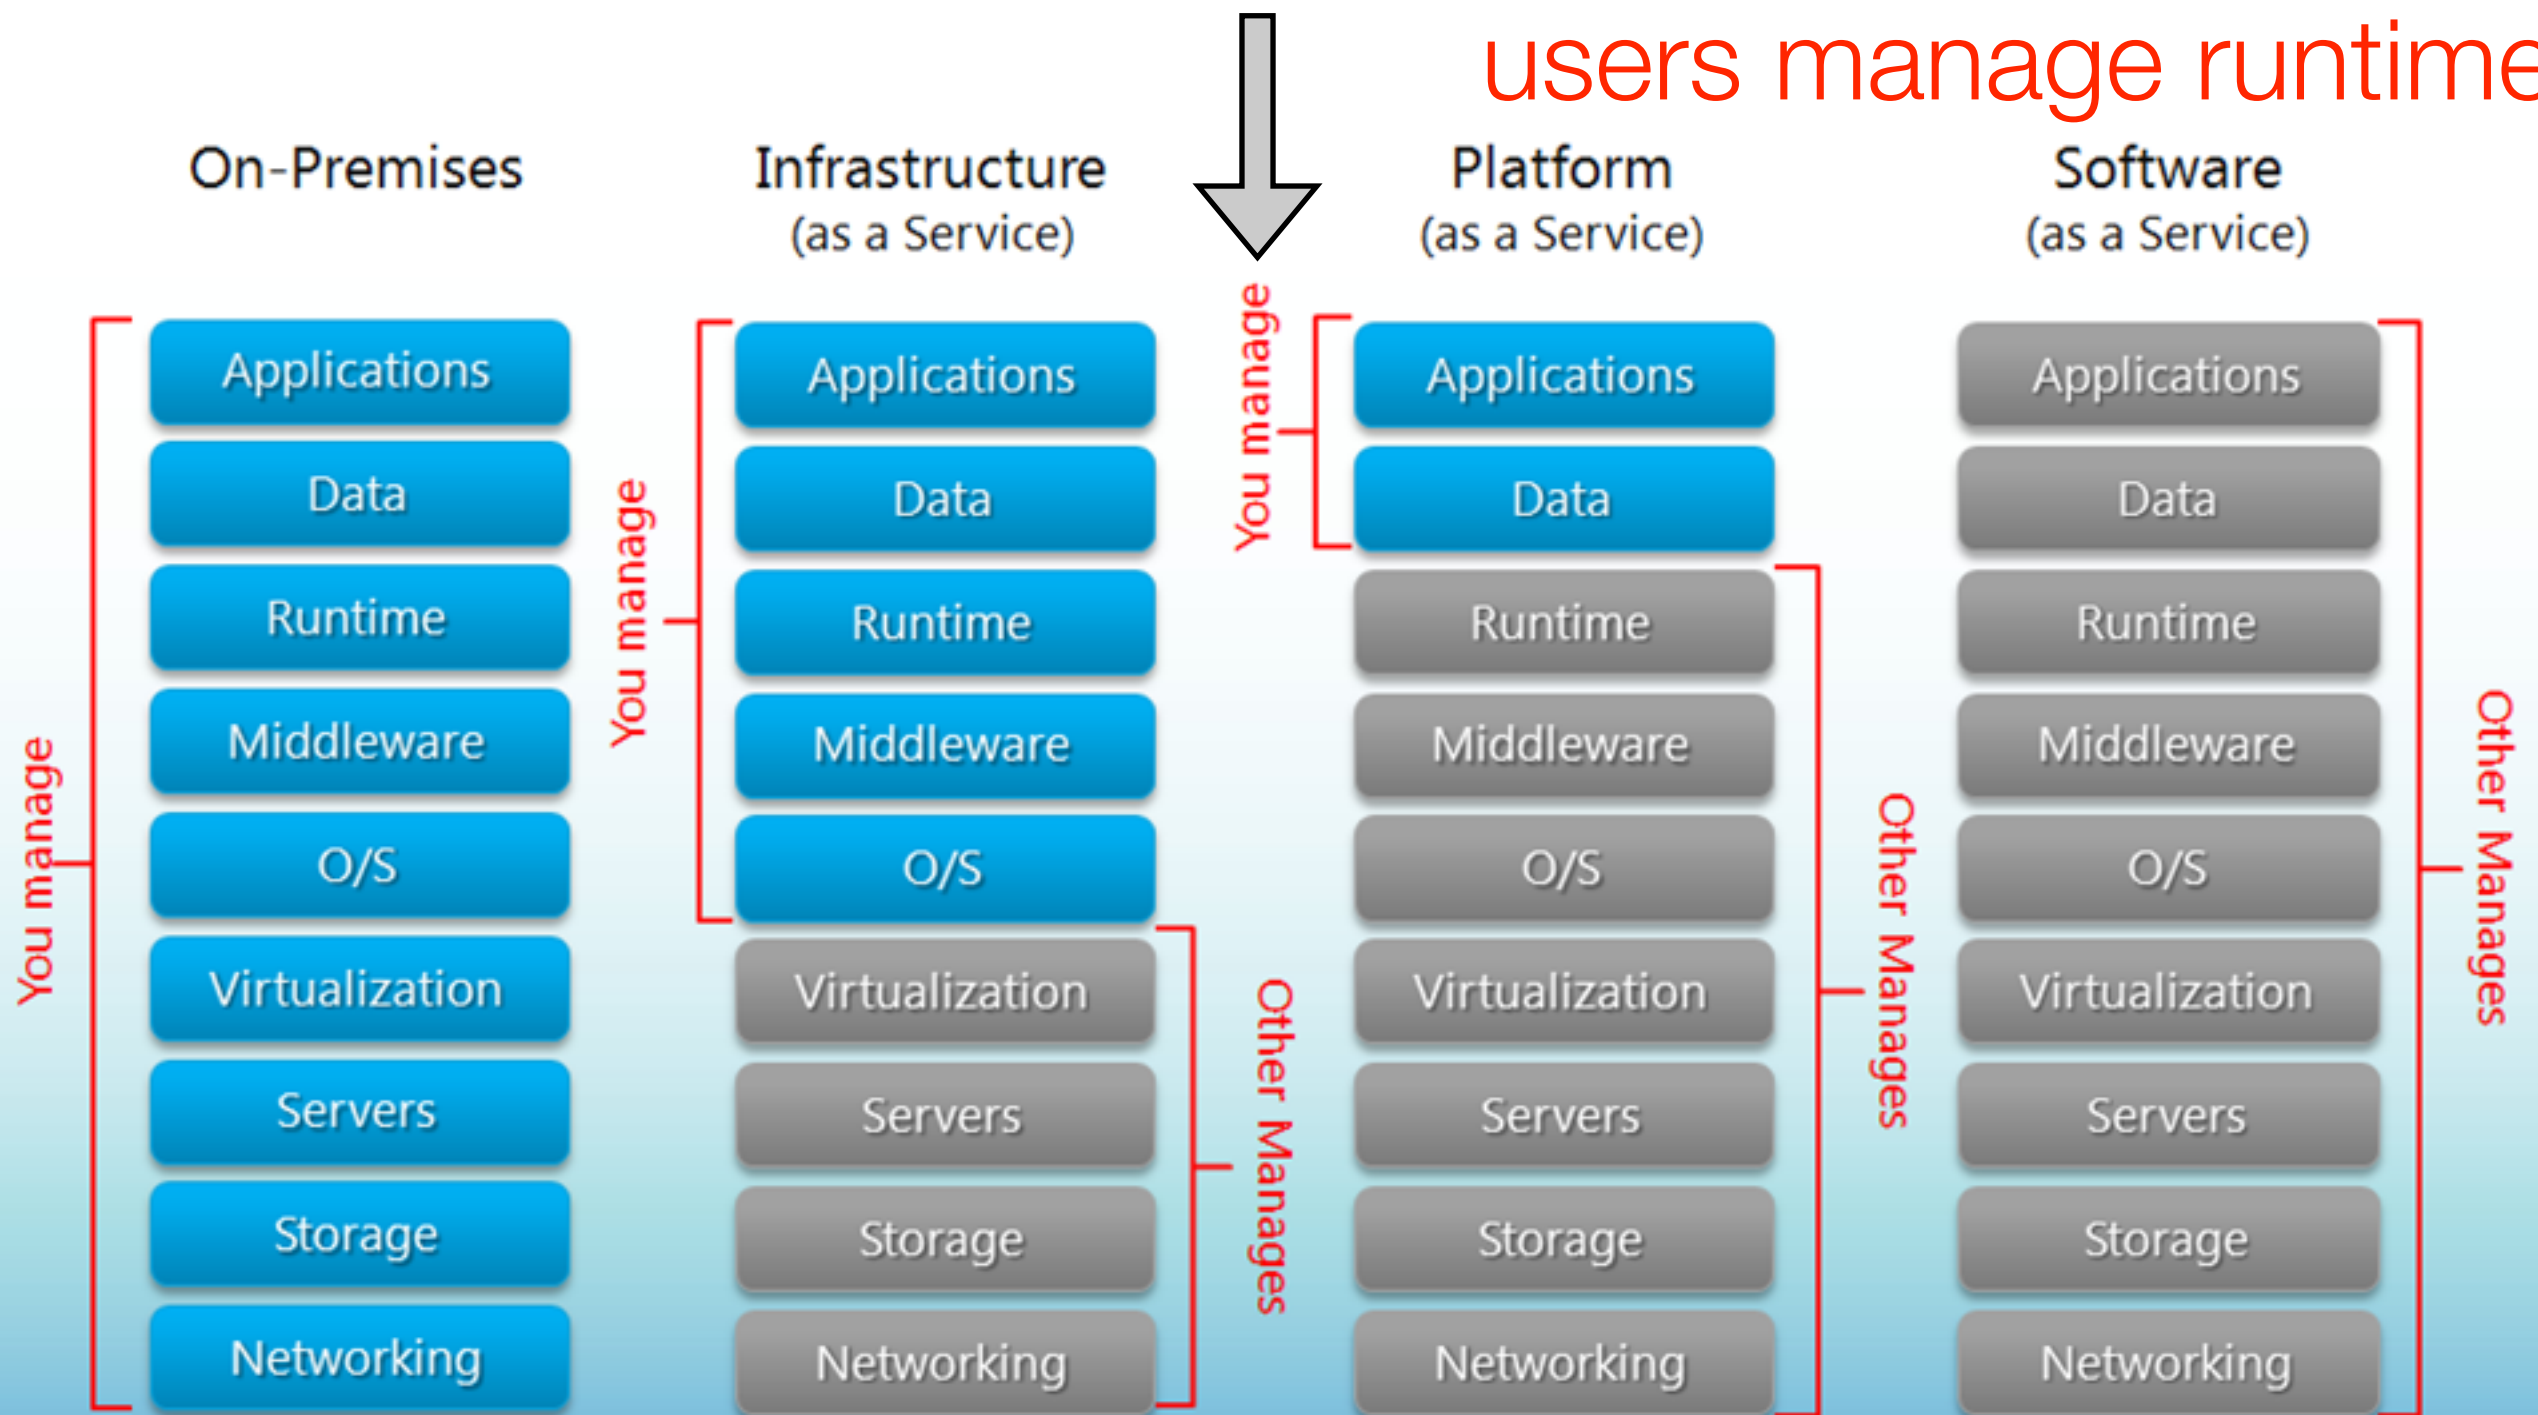 users manage runtime
On-Premises
Infrastructure
(as a Service)
Platform
(as a Service)
Software
(as a Service)
You manage
Applications
Data
Runtime
Middleware
O/S
Virtualization
Servers
Storage
Networking
You manage
Applications
Data
Runtime
Middleware
O/S
Virtualization
Servers
Storage
Networking
Other Manages
You manage
Applications
Data
Runtime
Middleware
O/S
Virtualization
Servers
Storage
Networking
Other Manages
Applications
Data
Runtime
Middleware
O/S
Virtualization
Servers
Storage
Networking
Other Manages